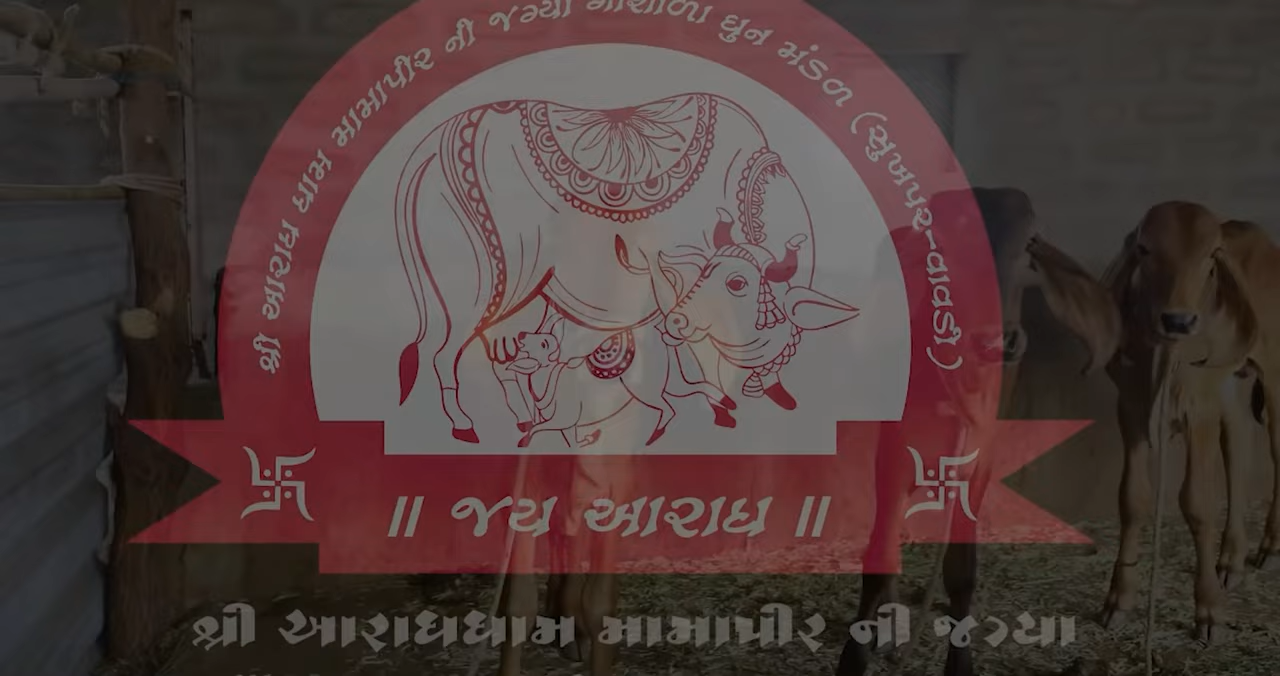 શ્રી આરાધ ધામ મામાપીર ની જગ્યા ગૌશાળા ધુન મંડળ (સુખપર-વાવડી)
|| જય આરાધ ||
શ્રી આરાધધામ મામાપીર ની જગ્યા